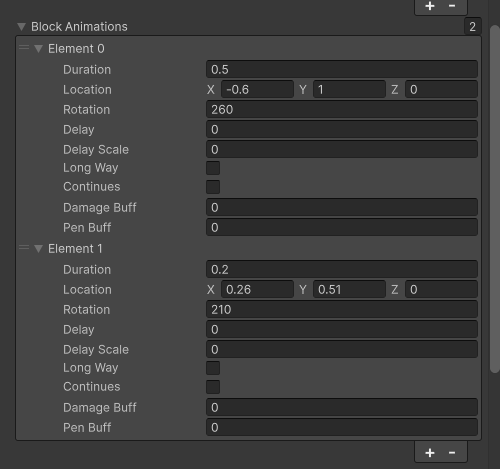 + -
Block Animations 2
Element 0
Duration 0.5
Location X -0.6 Y 1 Z 0
Rotation 260
Delay 0
Delay Scale 0
Long Way
Continues
Damage Buff 0
Pen Buff 0
Element 1
Duration 0.2
Location X 0.26 Y 0.51 Z 0
Rotation 210
Delay 0
Delay Scale 0
Long Way
Continues
Damage Buff 0
Pen Buff 0
+ -